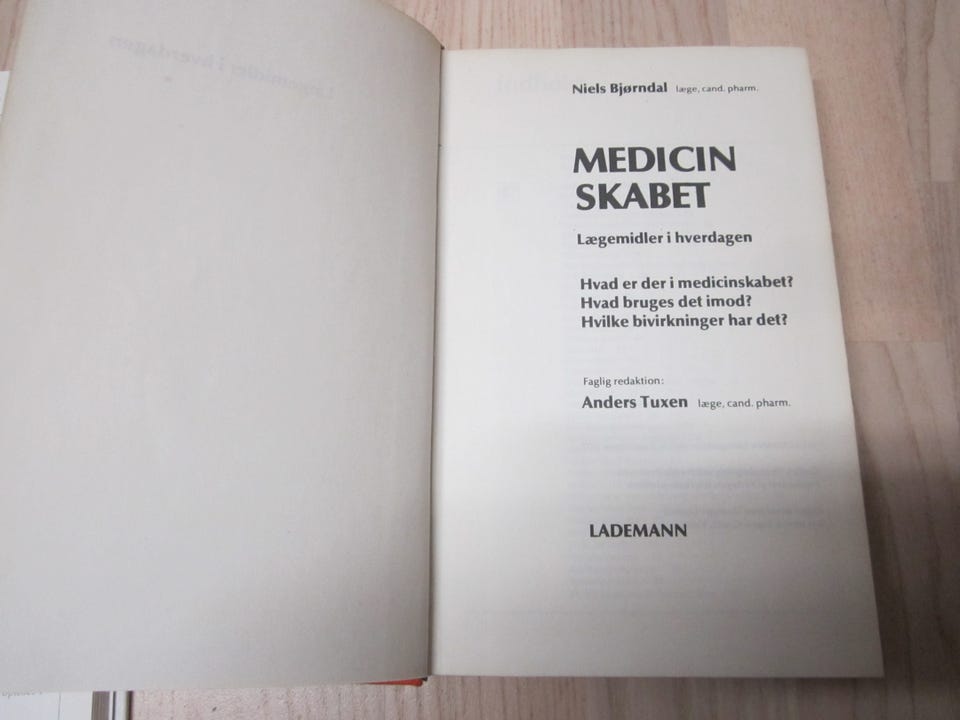 Niels Bjørndal læge, cand. pharm.
MEDICIN
SKABET
Lægemidler i hverdagen
Hvad er der i medicinskabet?
Hvad bruges det imod?
Hvilke bivirkninger har det?
Faglig redaktion:
Anders Tuxen læge, cand. pharm.
LADEMANN